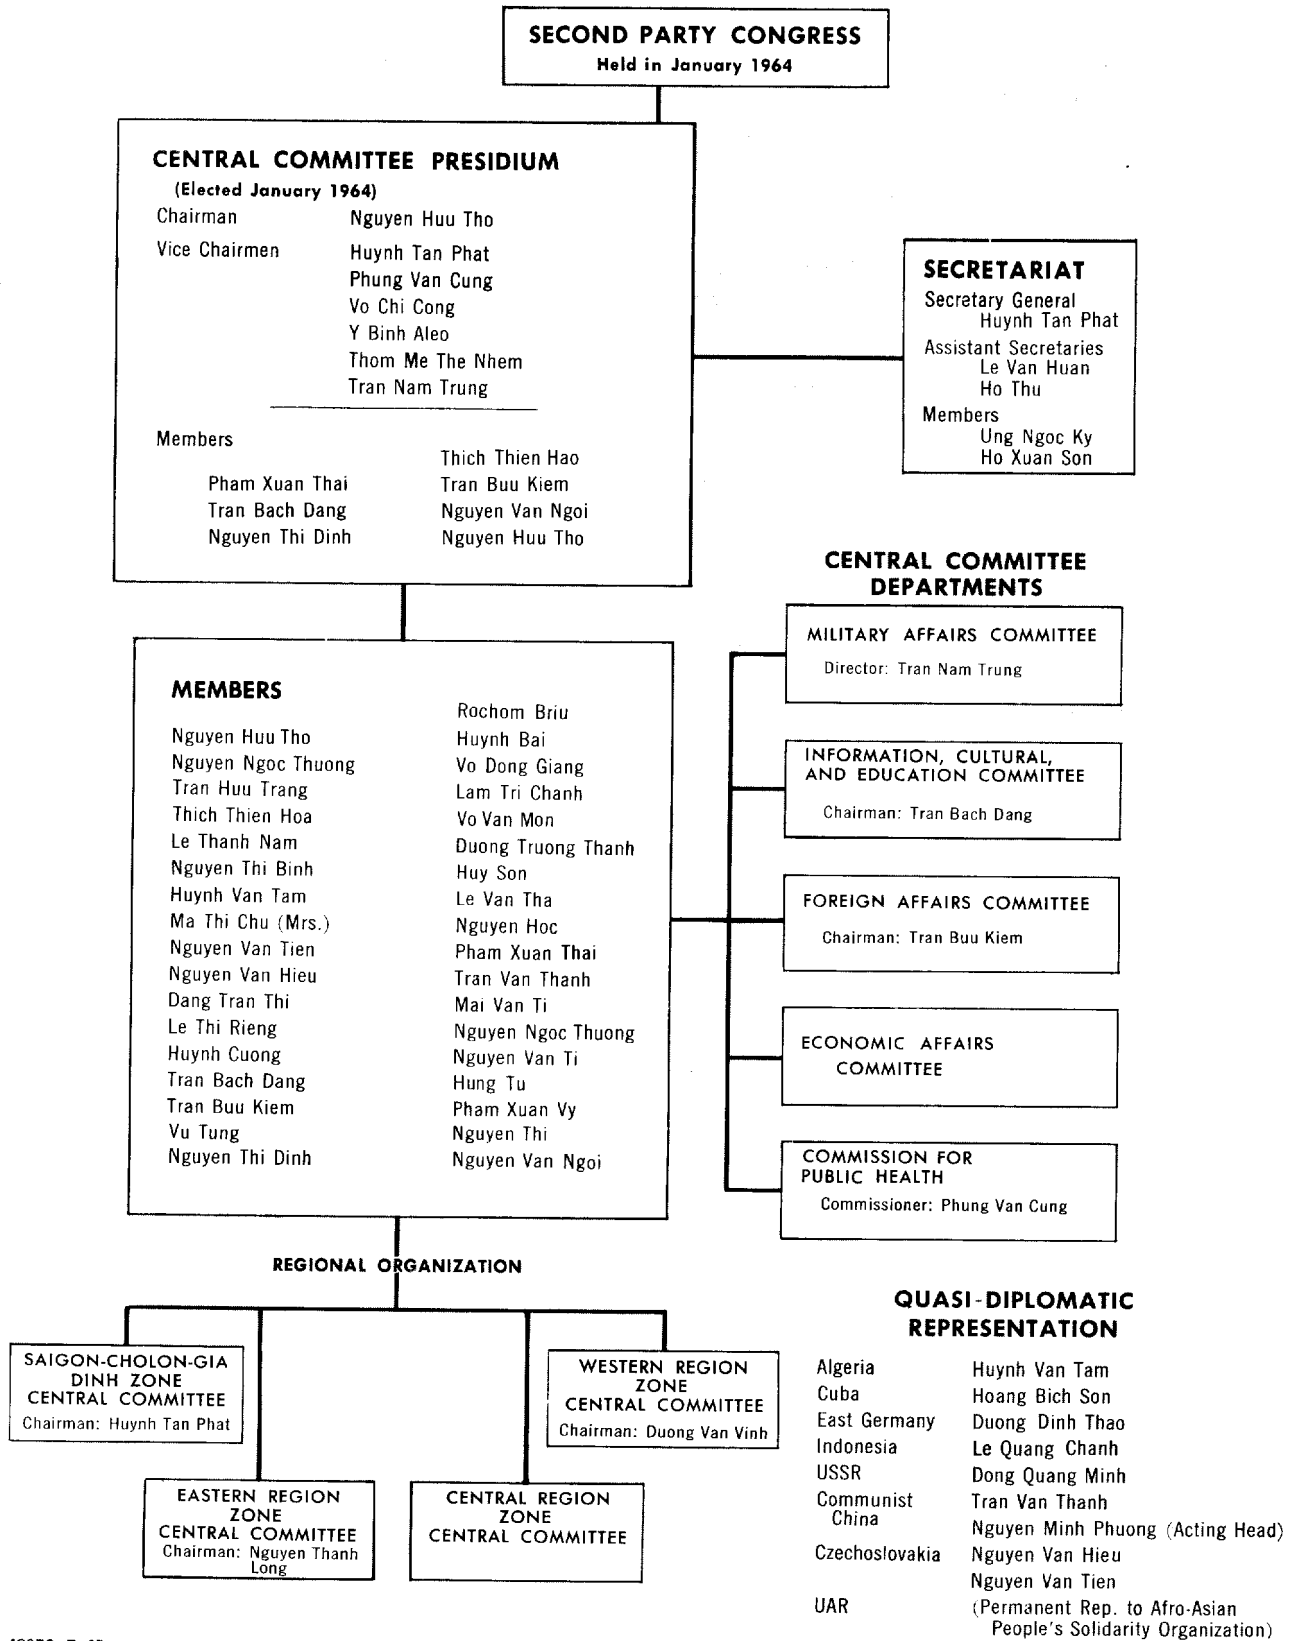 SECOND PARTY CONGRESS
Held in January 1964
CENTRAL COMMITTEE PRESIDIUM
(Elected January 1964)
Chairman Nguyen Huu Tho
Vice Chairmen Huynh Tan Phat
Phung Van Cung
Vo Chi Cong
Y Binh Aleo
Thom Me The Nhem
Tran Nam Trung
Members
Thich Thien Hao
Pham Xuan Thai Tran Buu Kiem
Tran Bach Dang Nguyen Van Ngoi
Nguyen Thi Dinh Nguyen Huu Tho
SECRETARIAT
Secretary General
Huynh Tan Phat
Assistant Secretaries
Le Van Huan
Ho Thu
Members
Ung Ngoc Ky
Ho Xuan Son
MEMBERS
Nguyen Huu Tho
Nguyen Ngoc Thuong
Tran Huu Trang
Thich Thien Hoa
Le Thanh Nam
Nguyen Thi Binh
Huynh Van Tam
Ma Thi Chu (Mrs.)
Nguyen Van Tien
Nguyen Van Hieu
Dang Tran Thi
Le Thi Rieng
Huynh Cuong
Tran Bach Dang
Tran Buu Kiem
Vu Tung
Nguyen Thi Dinh
Rochom Briu
Huynh Bai
Vo Dong Giang
Lam Tri Chanh
Vo Van Mon
Duong Truong Thanh
Huy Son
Le Van Tha
Nguyen Hoc
Pham Xuan Thai
Tran Van Thanh
Mai Van Ti
Nguyen Ngoc Thuong
Nguyen Van Ti
Hung Tu
Pham Xuan Vy
Nguyen Thi
Nguyen Van Ngoi
CENTRAL COMMITTEE
DEPARTMENTS
MILITARY AFFAIRS COMMITTEE
Director: Tran Nam Trung
INFORMATION, CULTURAL,
AND EDUCATION COMMITTEE
Chairman: Tran Bach Dang
FOREIGN AFFAIRS COMMITTEE
Chairman: Tran Buu Kiem
ECONOMIC AFFAIRS
COMMITTEE
COMMISSION FOR
PUBLIC HEALTH
Commissioner: Phung Van Cung
REGIONAL ORGANIZATION
SAIGON-CHOLON-GIA
DINH ZONE
CENTRAL COMMITTEE
Chairman: Huynh Tan Phat
EASTERN REGION
ZONE
CENTRAL COMMITTEE
Chairman: Nguyen Thanh
Long
CENTRAL REGION
ZONE
CENTRAL COMMITTEE
WESTERN REGION
ZONE
CENTRAL COMMITTEE
Chairman: Duong Van Vinh
QUASI-DIPLOMATIC
REPRESENTATION
Algeria Huynh Van Tam
Cuba Hoang Bich Son
East Germany Duong Dinh Thao
Indonesia Le Quang Chanh
USSR Dong Quang Minh
Communist Tran Van Thanh
China
Nguyen Minh Phuong (Acting Head)
Czechoslovakia Nguyen Van Hieu
Nguyen Van Tien
UAR (Permanent Rep. to Afro-Asian
People's Solidarity Organization)